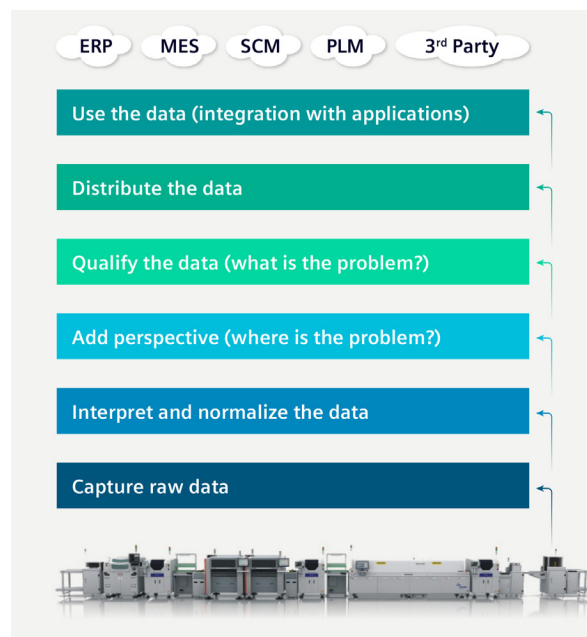 ERP MES SCM PLM 3rd Party
Use the data (integration with applications)
Distribute the data
Qualify the data (what is the problem?)
Add perspective (where is the problem?)
Interpret and normalize the data
Capture raw data